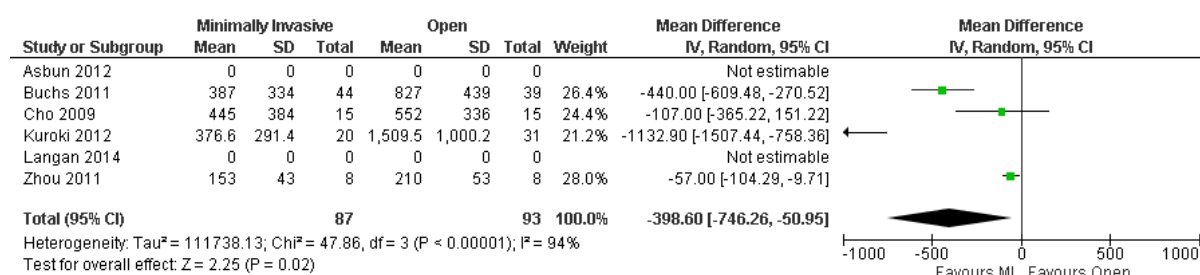 Minimally Invasive Open Mean Difference Mean Difference
Study or Subgroup Mean SD Total Mean SD Total Weight IV, Random, 95% CI IV, Random, 95% CI
Asbun 2012 0 0 0 0 0 0 Not estimable
Buchs 2011 387 334 44 827 439 39 26.4% -440.00 [-609.48, -270.52]
Cho 2009 445 384 15 552 336 15 24.4% -107.00 [-365.22, 151.22]
Kuroki 2012 376.6 291.4 20 1,509.5 1,000.2 31 21.2% -1132.90 [-1507.44, -758.36]
Langan 2014 0 0 0 0 0 0 Not estimable
Zhou 2011 153 43 8 210 53 8 28.0% -57.00 [-104.29, -9.71]
Total (95% CI) 87 93 100.0% -398.60 [-746.26, -50.95]
Heterogeneity: Tau² = 111738.13; Chi² = 47.86, df = 3 (P < 0.00001); I² = 94%
Test for overall effect: Z = 2.25 (P = 0.02)
-1000 -500 0 500 1000
Favours MI Favours Open